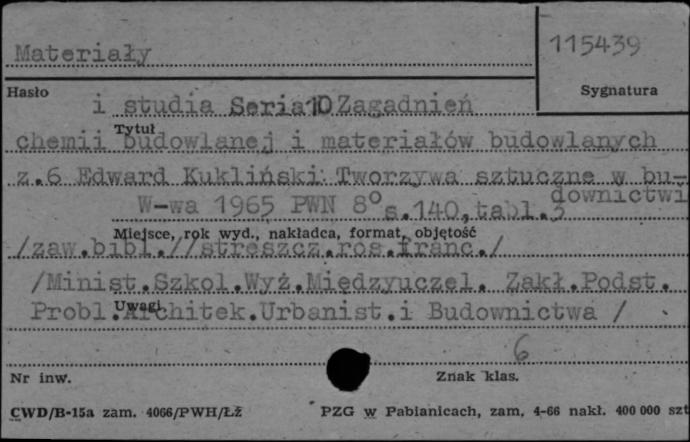 Materiały
115439
Hasło
Sygnatura
i studia Seria 10 Zagadnień
Tytuł
chemii budowlanej i materiałów budowlanych
z.6 Edward Kukliński: Tworzywa sztuczne w bu-
downictwi
W-wa 1965 PWN 8° s.140,tabl.3
Miejsce, rok wyd., nakładca, format, objętość
/zaw.bibl.//streszcz.ros.franc./
/Minist.Szkol.Wyż.Międzyuczel. Zakł.Podst.
Uwagi
Probl.Architek.Urbanist.i Budownictwa /
6
Nr inw.
Znak klas.
CWD/B-15a zam. 4066/PWH/Łź
PZG w Pabianicach, zam. 4-66 nakł. 400 000 szt